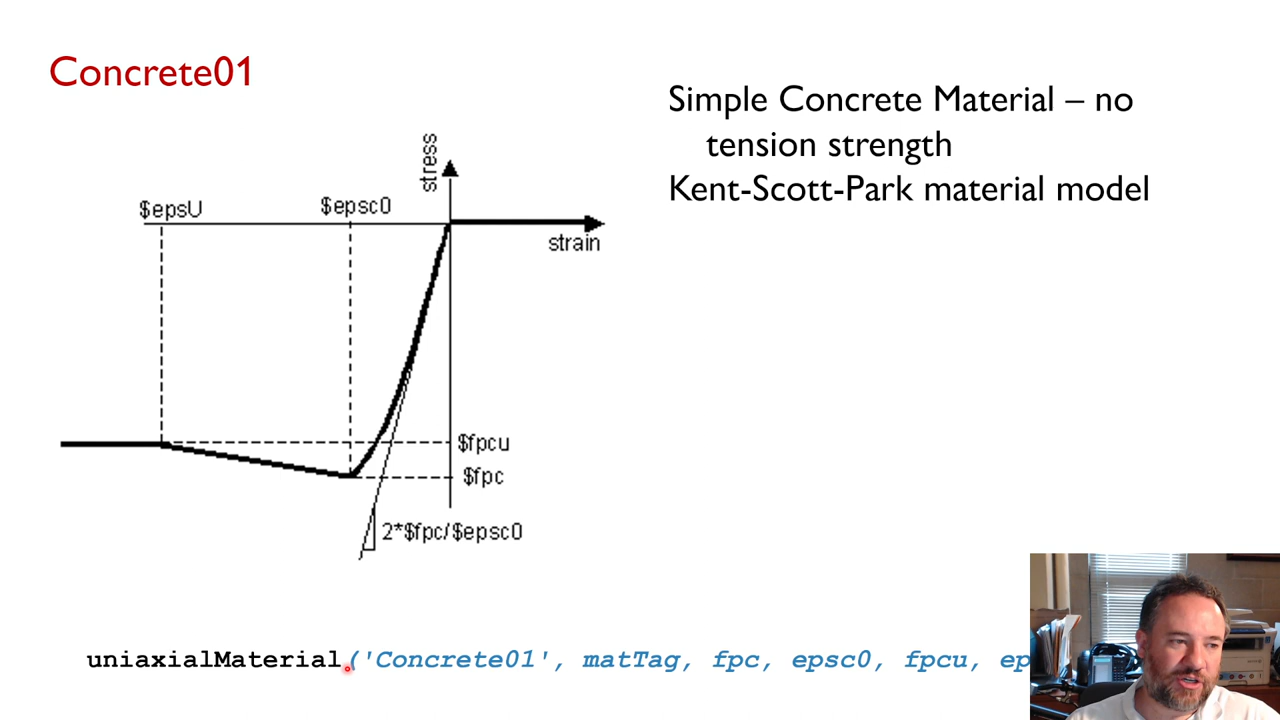 Concrete01
Simple Concrete Material – no
tension strength
Kent-Scott-Park material model
stress
$epsU
$epsc0
strain
$fpcu
$fpc
2*$fpc/$epsc0
uniaxialMaterial('Concrete01', matTag, fpc, epsc0, fpcu, ep